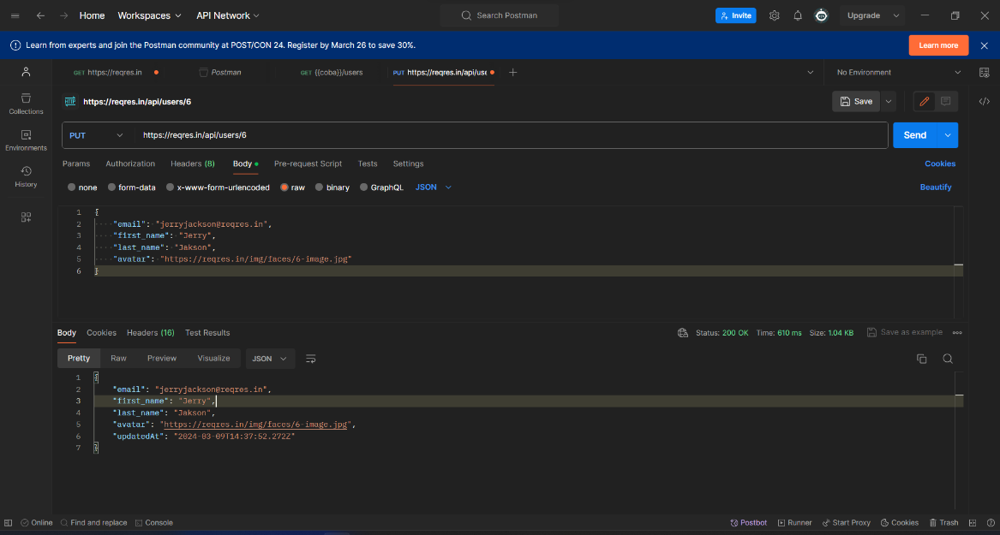 Home Workspaces API Network Search Postman Invite Upgrade
Learn from experts and join the Postman community at POST/CON 24. Register by March 26 to save 30%. Learn more
GET https://reqres.in Postman GET {{coba}}/users PUT https://reqres.in/api/use No Environment
HTTP https://reqres.in/api/users/6 Save
Collections
PUT https://reqres.in/api/users/6 Send
Environments
Params Authorization Headers (8) Body Pre-request Script Tests Settings Cookies
History
none form-data x-www-form-urlencoded raw binary GraphQL JSON Beautify
1 {
2 "email": "jerryjackson@reqres.in",
3 "first_name": "Jerry",
4 "last_name": "Jakson",
5 "avatar": "https://reqres.in/img/faces/6-image.jpg"
6 }
Body Cookies Headers (16) Test Results Status: 200 OK Time: 610 ms Size: 1.04 KB Save as example
Pretty Raw Preview Visualize JSON
1 {
2 "email": "jerryjackson@reqres.in",
3 "first_name": "Jerry",
4 "last_name": "Jakson",
5 "avatar": "https://reqres.in/img/faces/6-image.jpg",
6 "updatedAt": "2024-03-09T14:37:52.272Z"
7 }
Online Find and replace Console Postbot Runner Start Proxy Cookies Trash